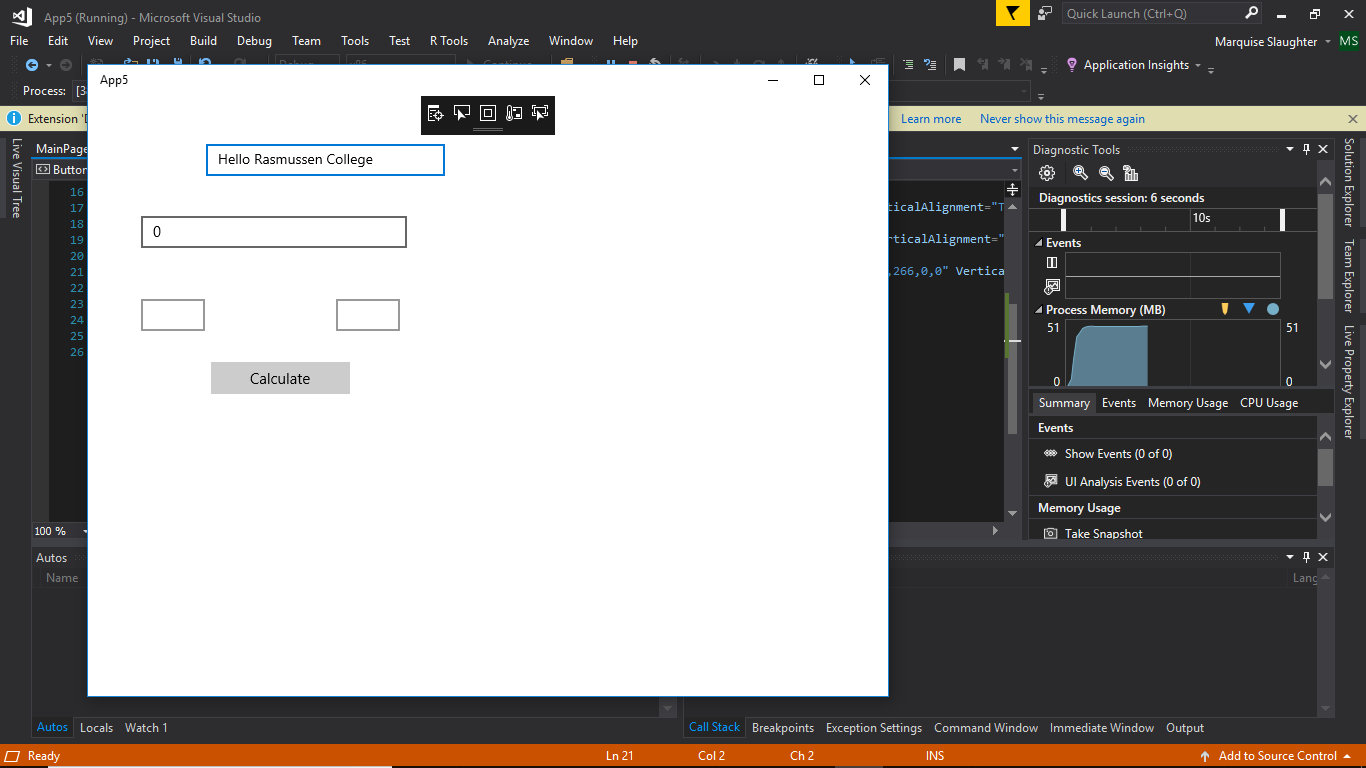 App5 (Running) - Microsoft Visual Studio
Quick Launch (Ctrl+Q)
File Edit View Project Build Debug Team Tools Test R Tools Analyze Window Help
Marquise Slaughter MS
Application Insights
Process: [3
App5
Extension '
Learn more Never show this message again
Hello Rasmussen College
0
Calculate
Live Visual Tree
MainPage
Button
16
17
18
19
20
21
22
23
24
25
26
ticalAlignment="T
rticalAlignment="
,266,0,0" Vertica
100 %
Diagnostic Tools
Diagnostics session: 6 seconds
10s
Events
Process Memory (MB)
51 51
0 0
Summary Events Memory Usage CPU Usage
Events
Show Events (0 of 0)
UI Analysis Events (0 of 0)
Memory Usage
Take Snapshot
Solution Explorer
Team Explorer
Live Property Explorer
Autos
Name
Lang
Autos Locals Watch 1
Call Stack Breakpoints Exception Settings Command Window Immediate Window Output
Ready Ln 21 Col 2 Ch 2 INS Add to Source Control